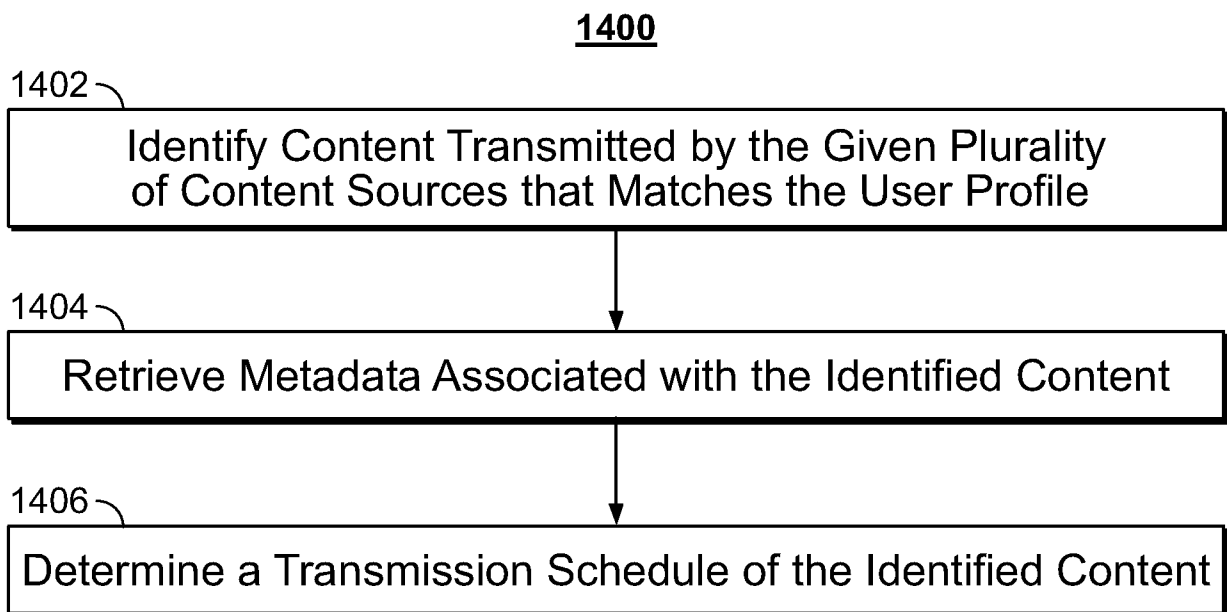 1400
1402
Identify Content Transmitted by the Given Plurality
of Content Sources that Matches the User Profile
1404
Retrieve Metadata Associated with the Identified Content
1406
Determine a Transmission Schedule of the Identified Content